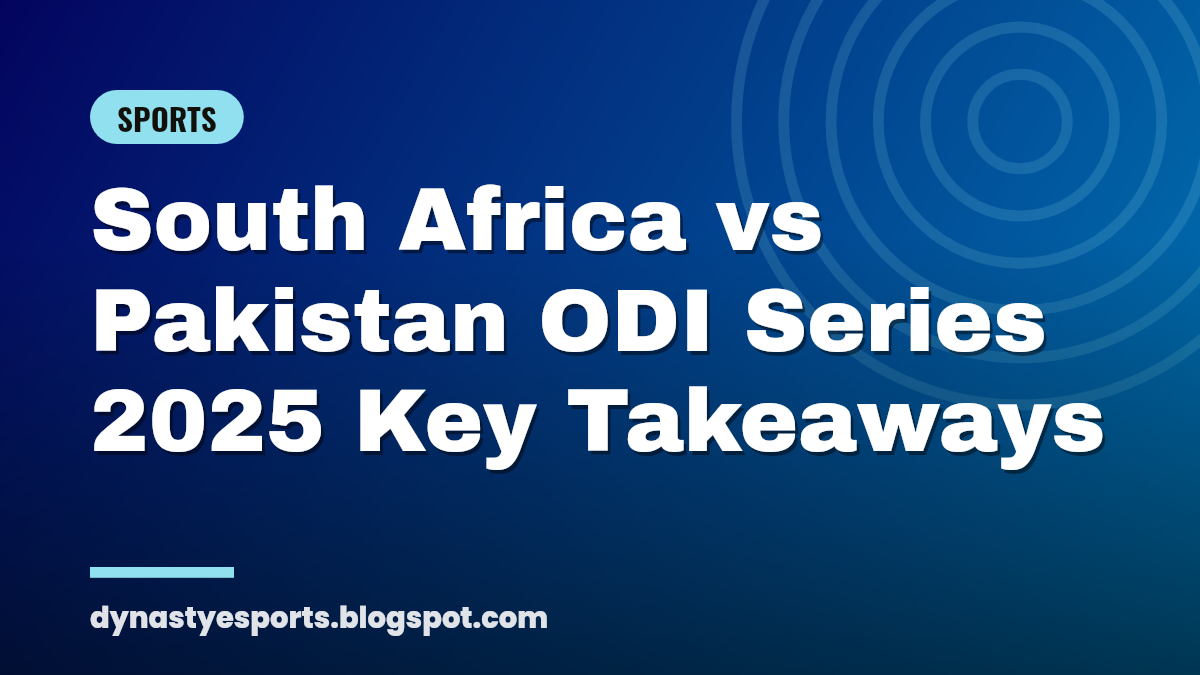 SPORTS
South Africa vs
Pakistan ODI Series
2025 Key Takeaways
dynastyesports.blogspot.com